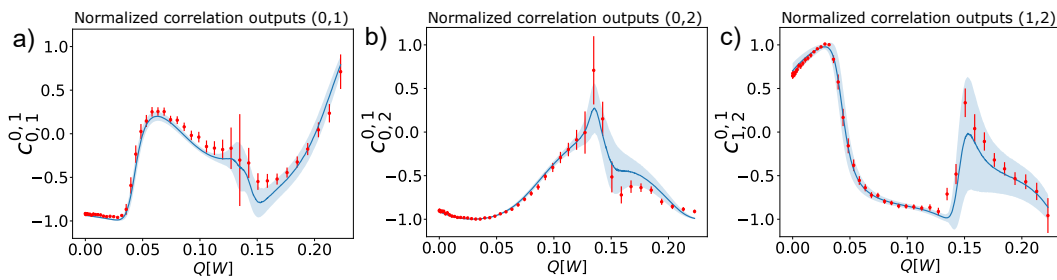 a)
Normalized correlation outputs (0,1)
C^{0, 1}_{0, 1}
1.0
0.5
0.0
−0.5
−1.0
0.00 0.05 0.10 0.15 0.20
Q[W]
b)
Normalized correlation outputs (0,2)
C^{0, 1}_{0, 2}
1.0
0.5
0.0
−0.5
−1.0
0.00 0.05 0.10 0.15 0.20
Q[W]
c)
Normalized correlation outputs (1,2)
C^{0, 1}_{1, 2}
1.0
0.5
0.0
−0.5
−1.0
0.00 0.05 0.10 0.15 0.20
Q[W]